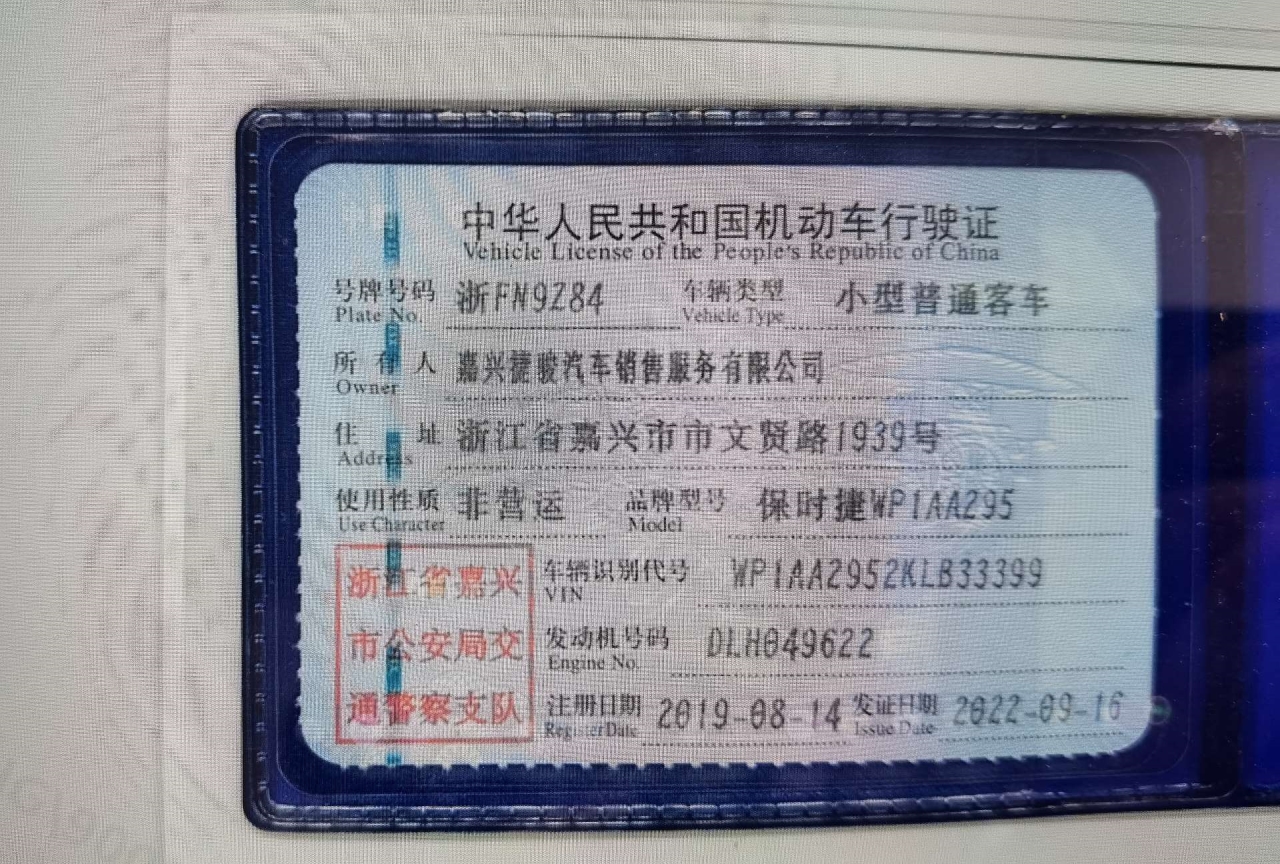 中华人民共和国机动车行驶证
Vehicle License of the People's Republic of China
号牌号码 浙FN9Z84 车辆类型 小型普通客车
Plate No. Vehicle Type
所有人 嘉兴捷骏汽车销售服务有限公司
Owner
住址 浙江省嘉兴市市文贤路1939号
Address
使用性质 非营运 品牌型号 保时捷WP1AA295
Use Character Model
浙江省嘉兴
市公安局交
通警察支队
车辆识别代号 WP1AA2952KLB33399
VIN
发动机号码 DLH049622
Engine No.
注册日期 2019-08-14 发证日期 2022-09-16
Register Date Issue Date